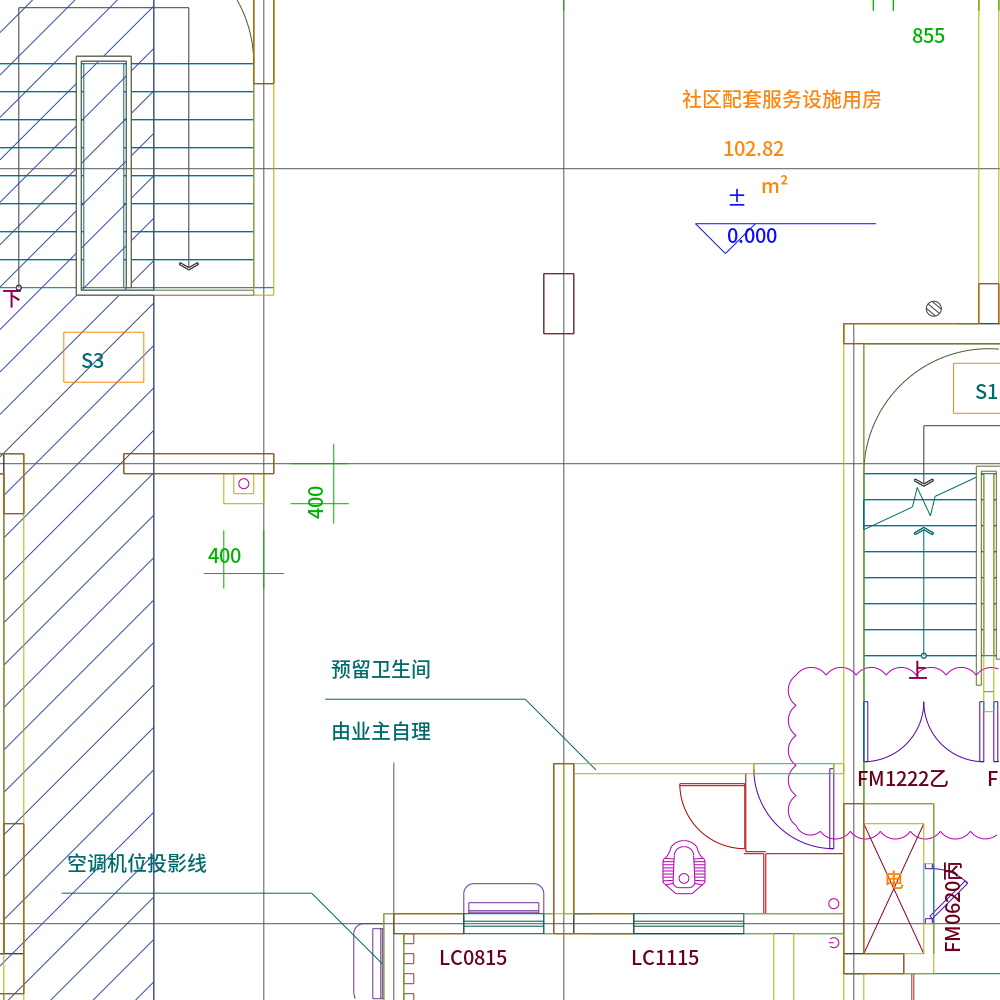 855
社区配套服务设施用房
102.82
m²
±
0.000
下
S3
S1
400
400
上
预留卫生间
由业主自理
FM1222乙
F
空调机位投影线
电
FM0620丙
LC0815
LC1115